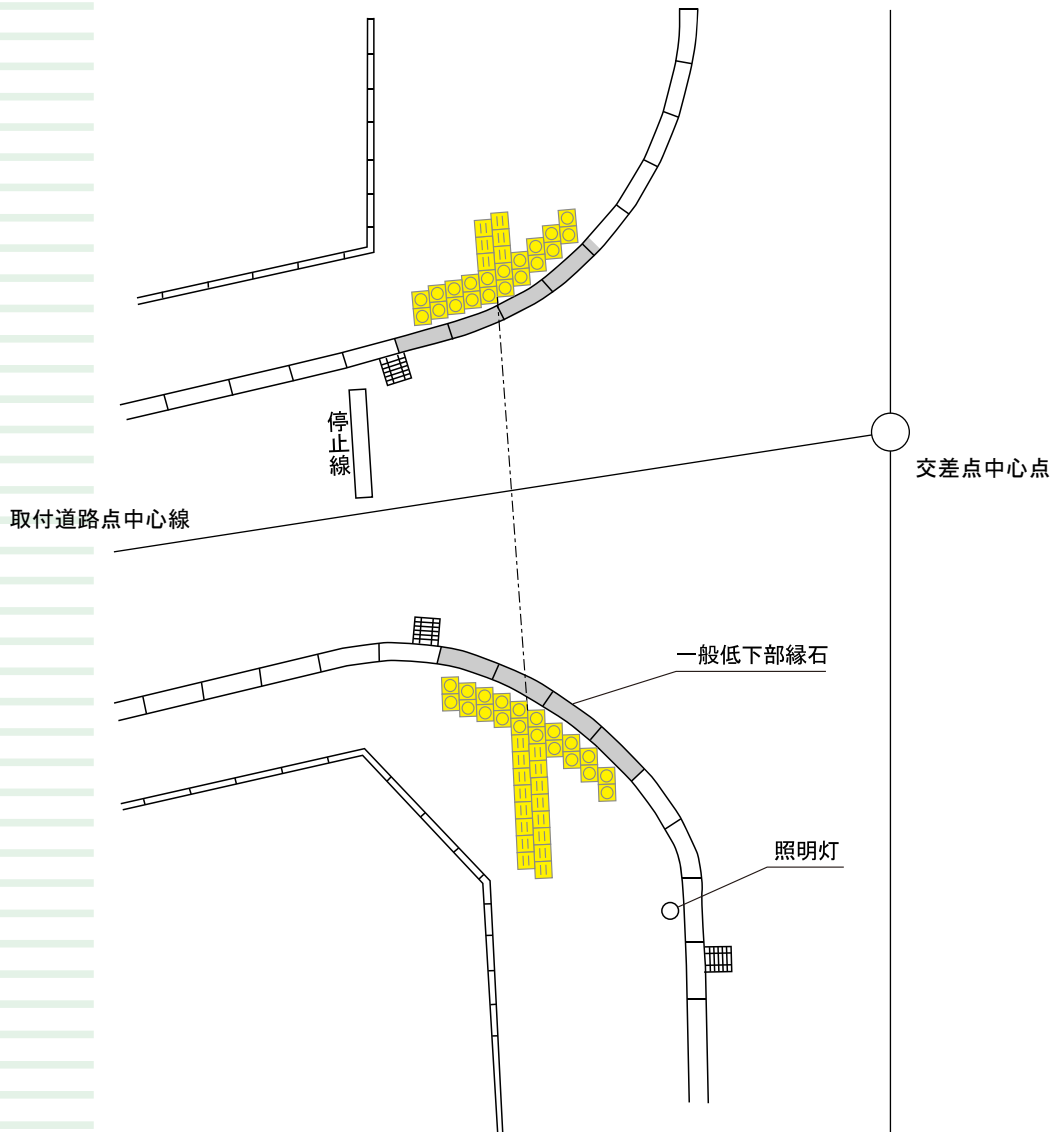 停止線
交差点中心点
取付道路点中心線
一般低下部縁石
照明灯